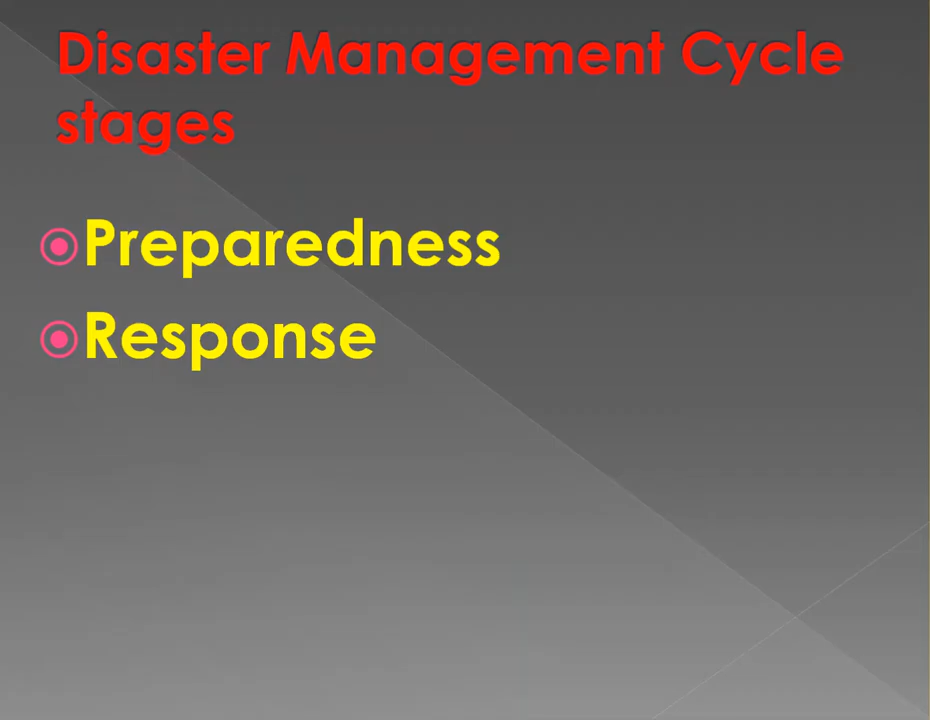 Disaster Management Cycle
stages
Preparedness
Response